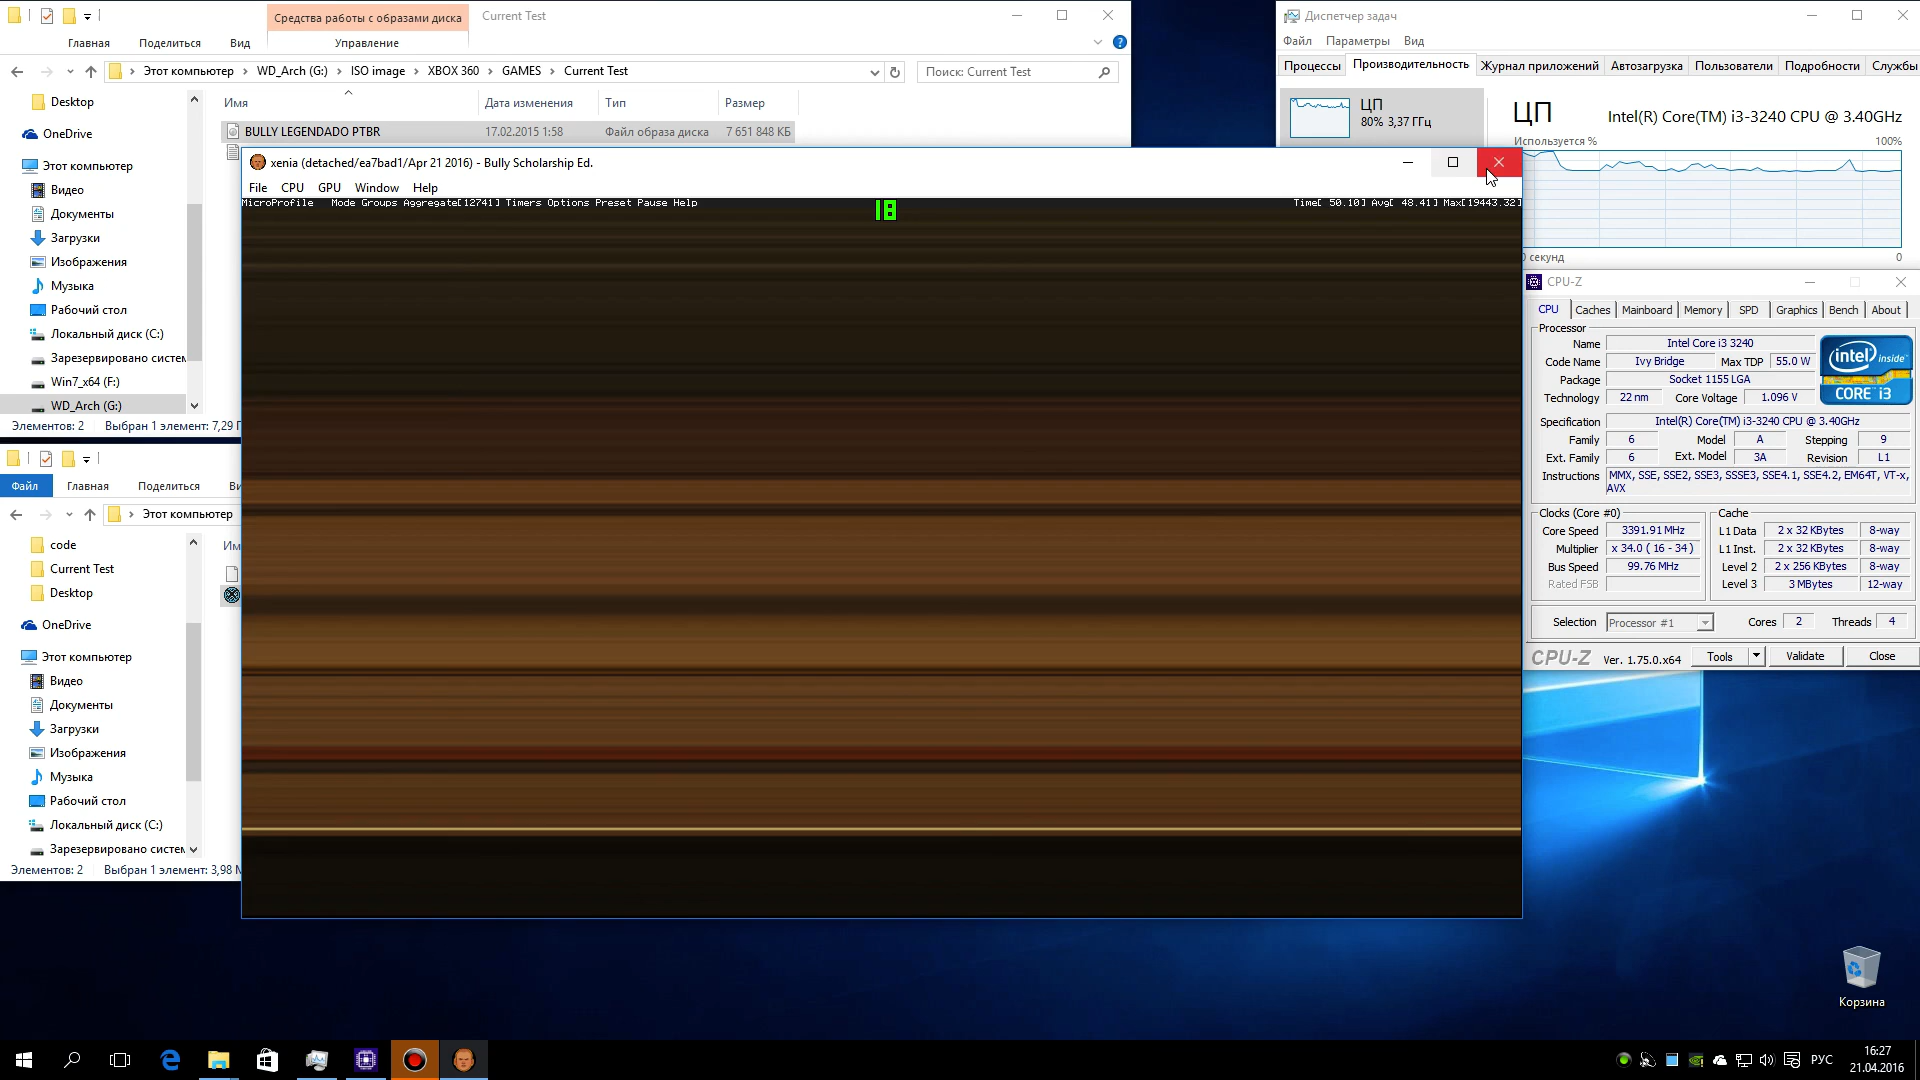 Средства работы с образами диска
Current Test
Главная
Поделиться
Вид
Управление
Этот компьютер
WD_Arch (G:)
ISO image
XBOX 360
GAMES
Current Test
Поиск: Current Test
Имя
Дата изменения
Тип
Размер
BULLY LEGENDADO PTBR
17.02.2015 1:58
Файл образа диска
7 651 848 КБ
Desktop
OneDrive
Этот компьютер
Видео
Документы
Загрузки
Изображения
Музыка
Рабочий стол
Локальный диск (C:)
Зарезервировано систем
Win7_x64 (F:)
WD_Arch (G:)
Элементов: 2
Выбран 1 элемент: 7,29 Г
Файл
Главная
Поделиться
Ви
Этот компьютер
Им
code
Current Test
Desktop
OneDrive
Этот компьютер
Видео
Документы
Загрузки
Изображения
Музыка
Рабочий стол
Локальный диск (C:)
Зарезервировано систем
Элементов: 2
Выбран 1 элемент: 3,98 М
xenia (detached/ea7bad1/Apr 21 2016) - Bully Scholarship Ed.
File CPU GPU Window Help
MicroProfile Mode Groups Aggregate[12741] Timers Options Preset Pause Help
18
Time[ 50.10] Avg[ 48.41] Max[19443.32]
Диспетчер задач
Файл Параметры Вид
Процессы
Производительность
Журнал приложений
Автозагрузка
Пользователи
Подробности
Службы
ЦП
80% 3,37 ГГц
ЦП
Intel(R) Core(TM) i3-3240 CPU @ 3.40GHz
Используется %
100%
секунд
0
CPU-Z
CPU Caches Mainboard Memory SPD Graphics Bench About
Processor
Name Intel Core i3 3240
Code Name Ivy Bridge Max TDP 55.0 W
Package Socket 1155 LGA
Technology 22 nm Core Voltage 1.096 V
intel inside
CORE i3
Specification Intel(R) Core(TM) i3-3240 CPU @ 3.40GHz
Family 6 Model A Stepping 9
Ext. Family 6 Ext. Model 3A Revision L1
Instructions MMX, SSE, SSE2, SSE3, SSSE3, SSE4.1, SSE4.2, EM64T, VT-x,
AVX
Clocks (Core #0)
Core Speed 3391.91 MHz
Multiplier x 34.0 ( 16 - 34 )
Bus Speed 99.76 MHz
Rated FSB
Cache
L1 Data 2 x 32 KBytes 8-way
L1 Inst. 2 x 32 KBytes 8-way
Level 2 2 x 256 KBytes 8-way
Level 3 3 MBytes 12-way
Selection Processor #1 Cores 2 Threads 4
CPU-Z Ver. 1.75.0.x64 Tools Validate Close
Корзина
РУС
16:27
21.04.2016